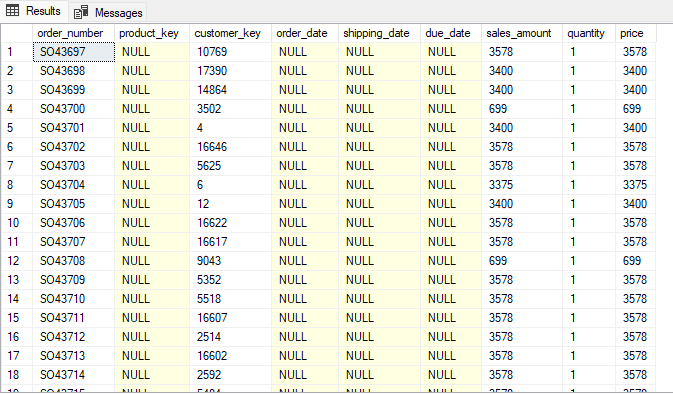 Results Messages
order_number product_key customer_key order_date shipping_date due_date sales_amount quantity price
1 SO43697 NULL 10769 NULL NULL NULL 3578 1 3578
2 SO43698 NULL 17390 NULL NULL NULL 3400 1 3400
3 SO43699 NULL 14864 NULL NULL NULL 3400 1 3400
4 SO43700 NULL 3502 NULL NULL NULL 699 1 699
5 SO43701 NULL 4 NULL NULL NULL 3400 1 3400
6 SO43702 NULL 16646 NULL NULL NULL 3578 1 3578
7 SO43703 NULL 5625 NULL NULL NULL 3578 1 3578
8 SO43704 NULL 6 NULL NULL NULL 3375 1 3375
9 SO43705 NULL 12 NULL NULL NULL 3400 1 3400
10 SO43706 NULL 16622 NULL NULL NULL 3578 1 3578
11 SO43707 NULL 16617 NULL NULL NULL 3578 1 3578
12 SO43708 NULL 9043 NULL NULL NULL 699 1 699
13 SO43709 NULL 5352 NULL NULL NULL 3578 1 3578
14 SO43710 NULL 5518 NULL NULL NULL 3578 1 3578
15 SO43711 NULL 16607 NULL NULL NULL 3578 1 3578
16 SO43712 NULL 2514 NULL NULL NULL 3578 1 3578
17 SO43713 NULL 16602 NULL NULL NULL 3578 1 3578
18 SO43714 NULL 2592 NULL NULL NULL 3578 1 3578